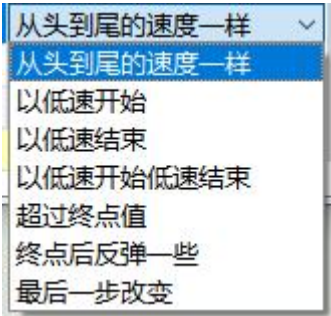 从头到尾的速度一样
从头到尾的速度一样
以低速开始
以低速结束
以低速开始低速结束
超过终点值
终点后反弹一些
最后一步改变